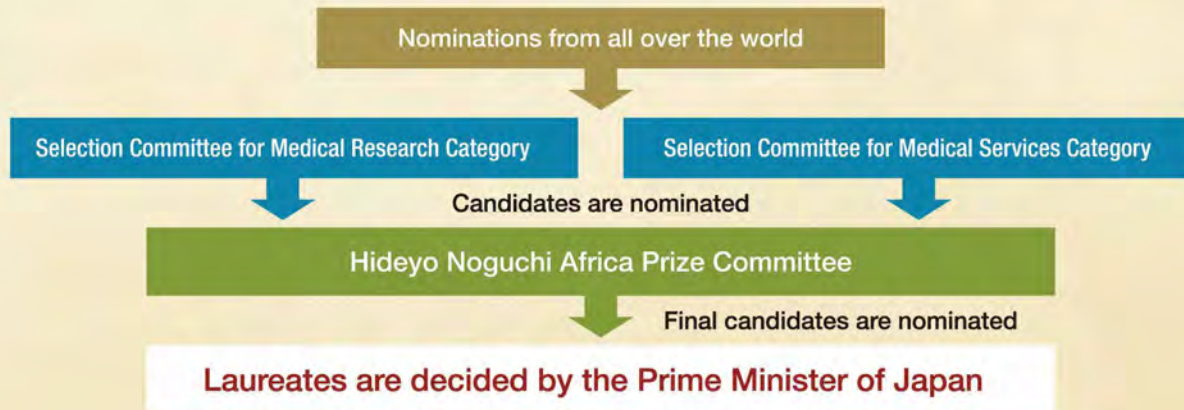 Nominations from all over the world
Selection Committee for Medical Research Category
Selection Committee for Medical Services Category
Candidates are nominated
Hideyo Noguchi Africa Prize Committee
Final candidates are nominated
Laureates are decided by the Prime Minister of Japan